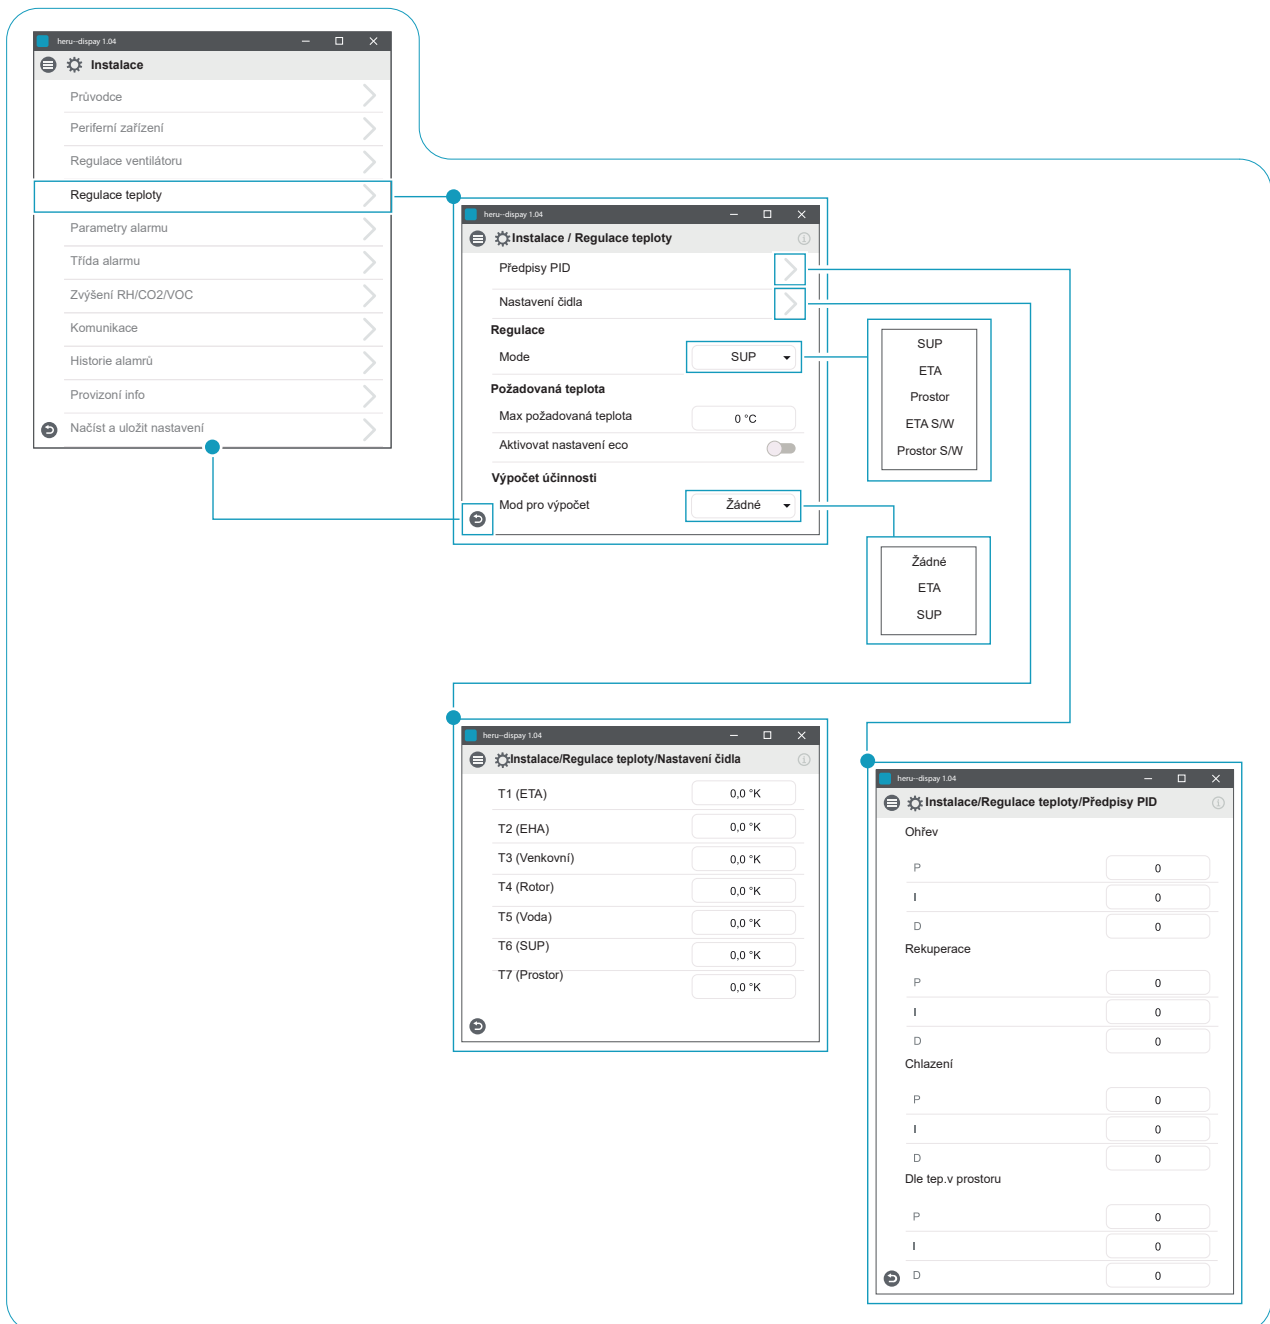 heru--dispay 1.04
Instalace
Průvodce
Periferní zařízení
Regulace ventilátoru
Regulace teploty
Parametry alarmu
Třída alarmu
Zvýšení RH/CO2/VOC
Komunikace
Historie alamrů
Provizoní info
Načíst a uložit nastavení
heru--dispay 1.04
Instalace / Regulace teploty
Předpisy PID
Nastavení čidla
Regulace
Mode SUP
Požadovaná teplota
Max požadovaná teplota 0 °C
Aktivovat nastavení eco
Výpočet účinnosti
Mod pro výpočet Žádné
SUP
ETA
Prostor
ETA S/W
Prostor S/W
Žádné
ETA
SUP
heru--dispay 1.04
Instalace/Regulace teploty/Nastavení čidla
T1 (ETA) 0,0 °K
T2 (EHA) 0,0 °K
T3 (Venkovní) 0,0 °K
T4 (Rotor) 0,0 °K
T5 (Voda) 0,0 °K
T6 (SUP) 0,0 °K
T7 (Prostor) 0,0 °K
heru--dispay 1.04
Instalace/Regulace teploty/Předpisy PID
Ohřev
P 0
I 0
D 0
Rekuperace
P 0
I 0
D 0
Chlazení
P 0
I 0
D 0
Dle tep.v prostoru
P 0
I 0
D 0